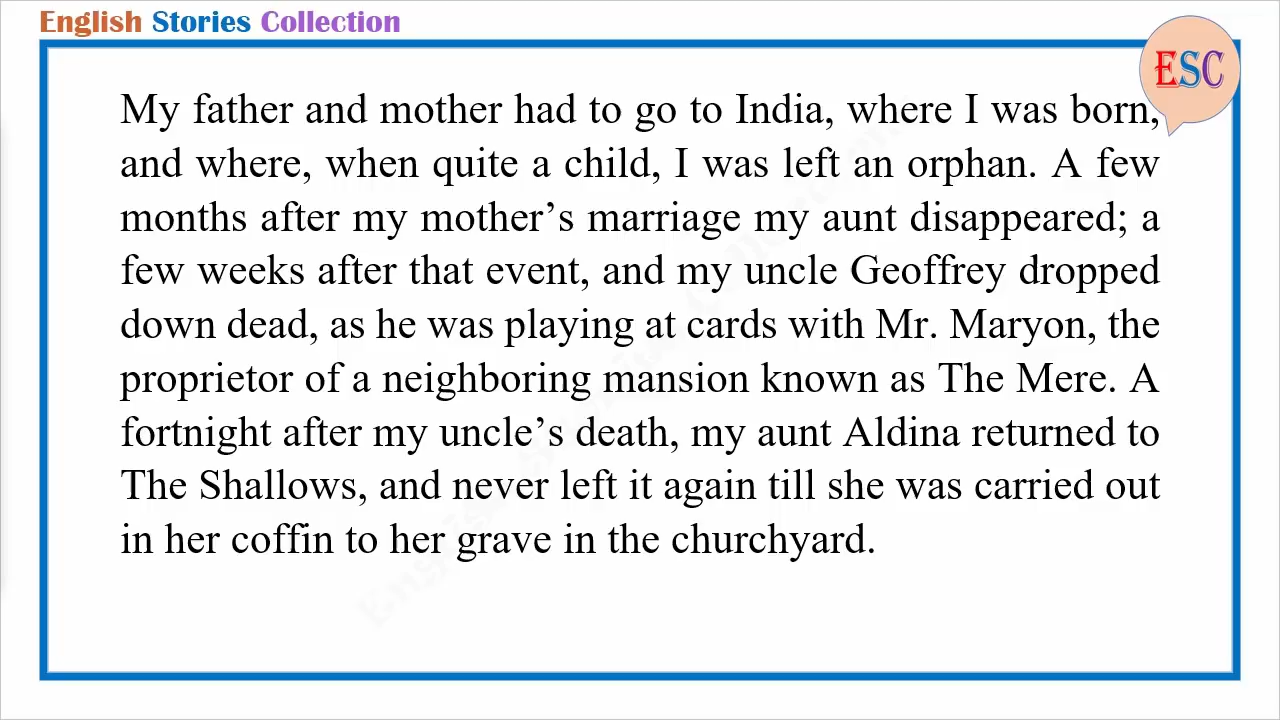 English Stories Collection
ESC
My father and mother had to go to India, where I was born,
and where, when quite a child, I was left an orphan. A few
months after my mother’s marriage my aunt disappeared; a
few weeks after that event, and my uncle Geoffrey dropped
down dead, as he was playing at cards with Mr. Maryon, the
proprietor of a neighboring mansion known as The Mere. A
fortnight after my uncle’s death, my aunt Aldina returned to
The Shallows, and never left it again till she was carried out
in her coffin to her grave in the churchyard.